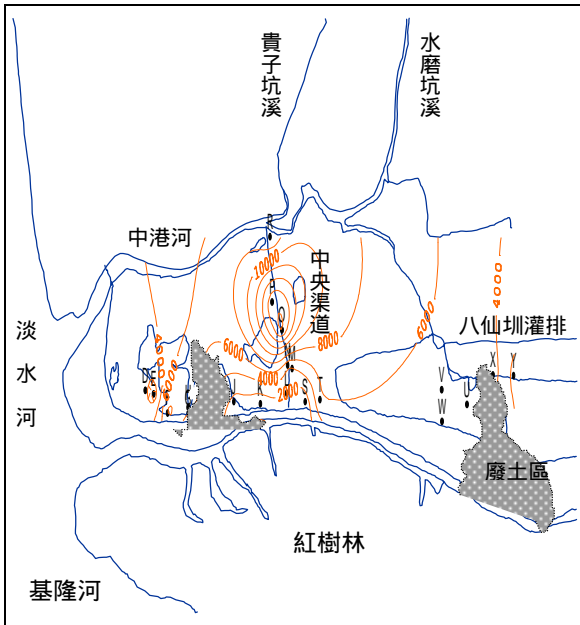 貴子坑溪
水磨坑溪
中港河
R
10000
中央渠道
P
Q
8000
6000
4000
八仙圳灌排
淡水河
6000
M
4000
2000
D
E
4000
J
K
S
T
V
W
U
X
Y
廢土區
紅樹林
基隆河